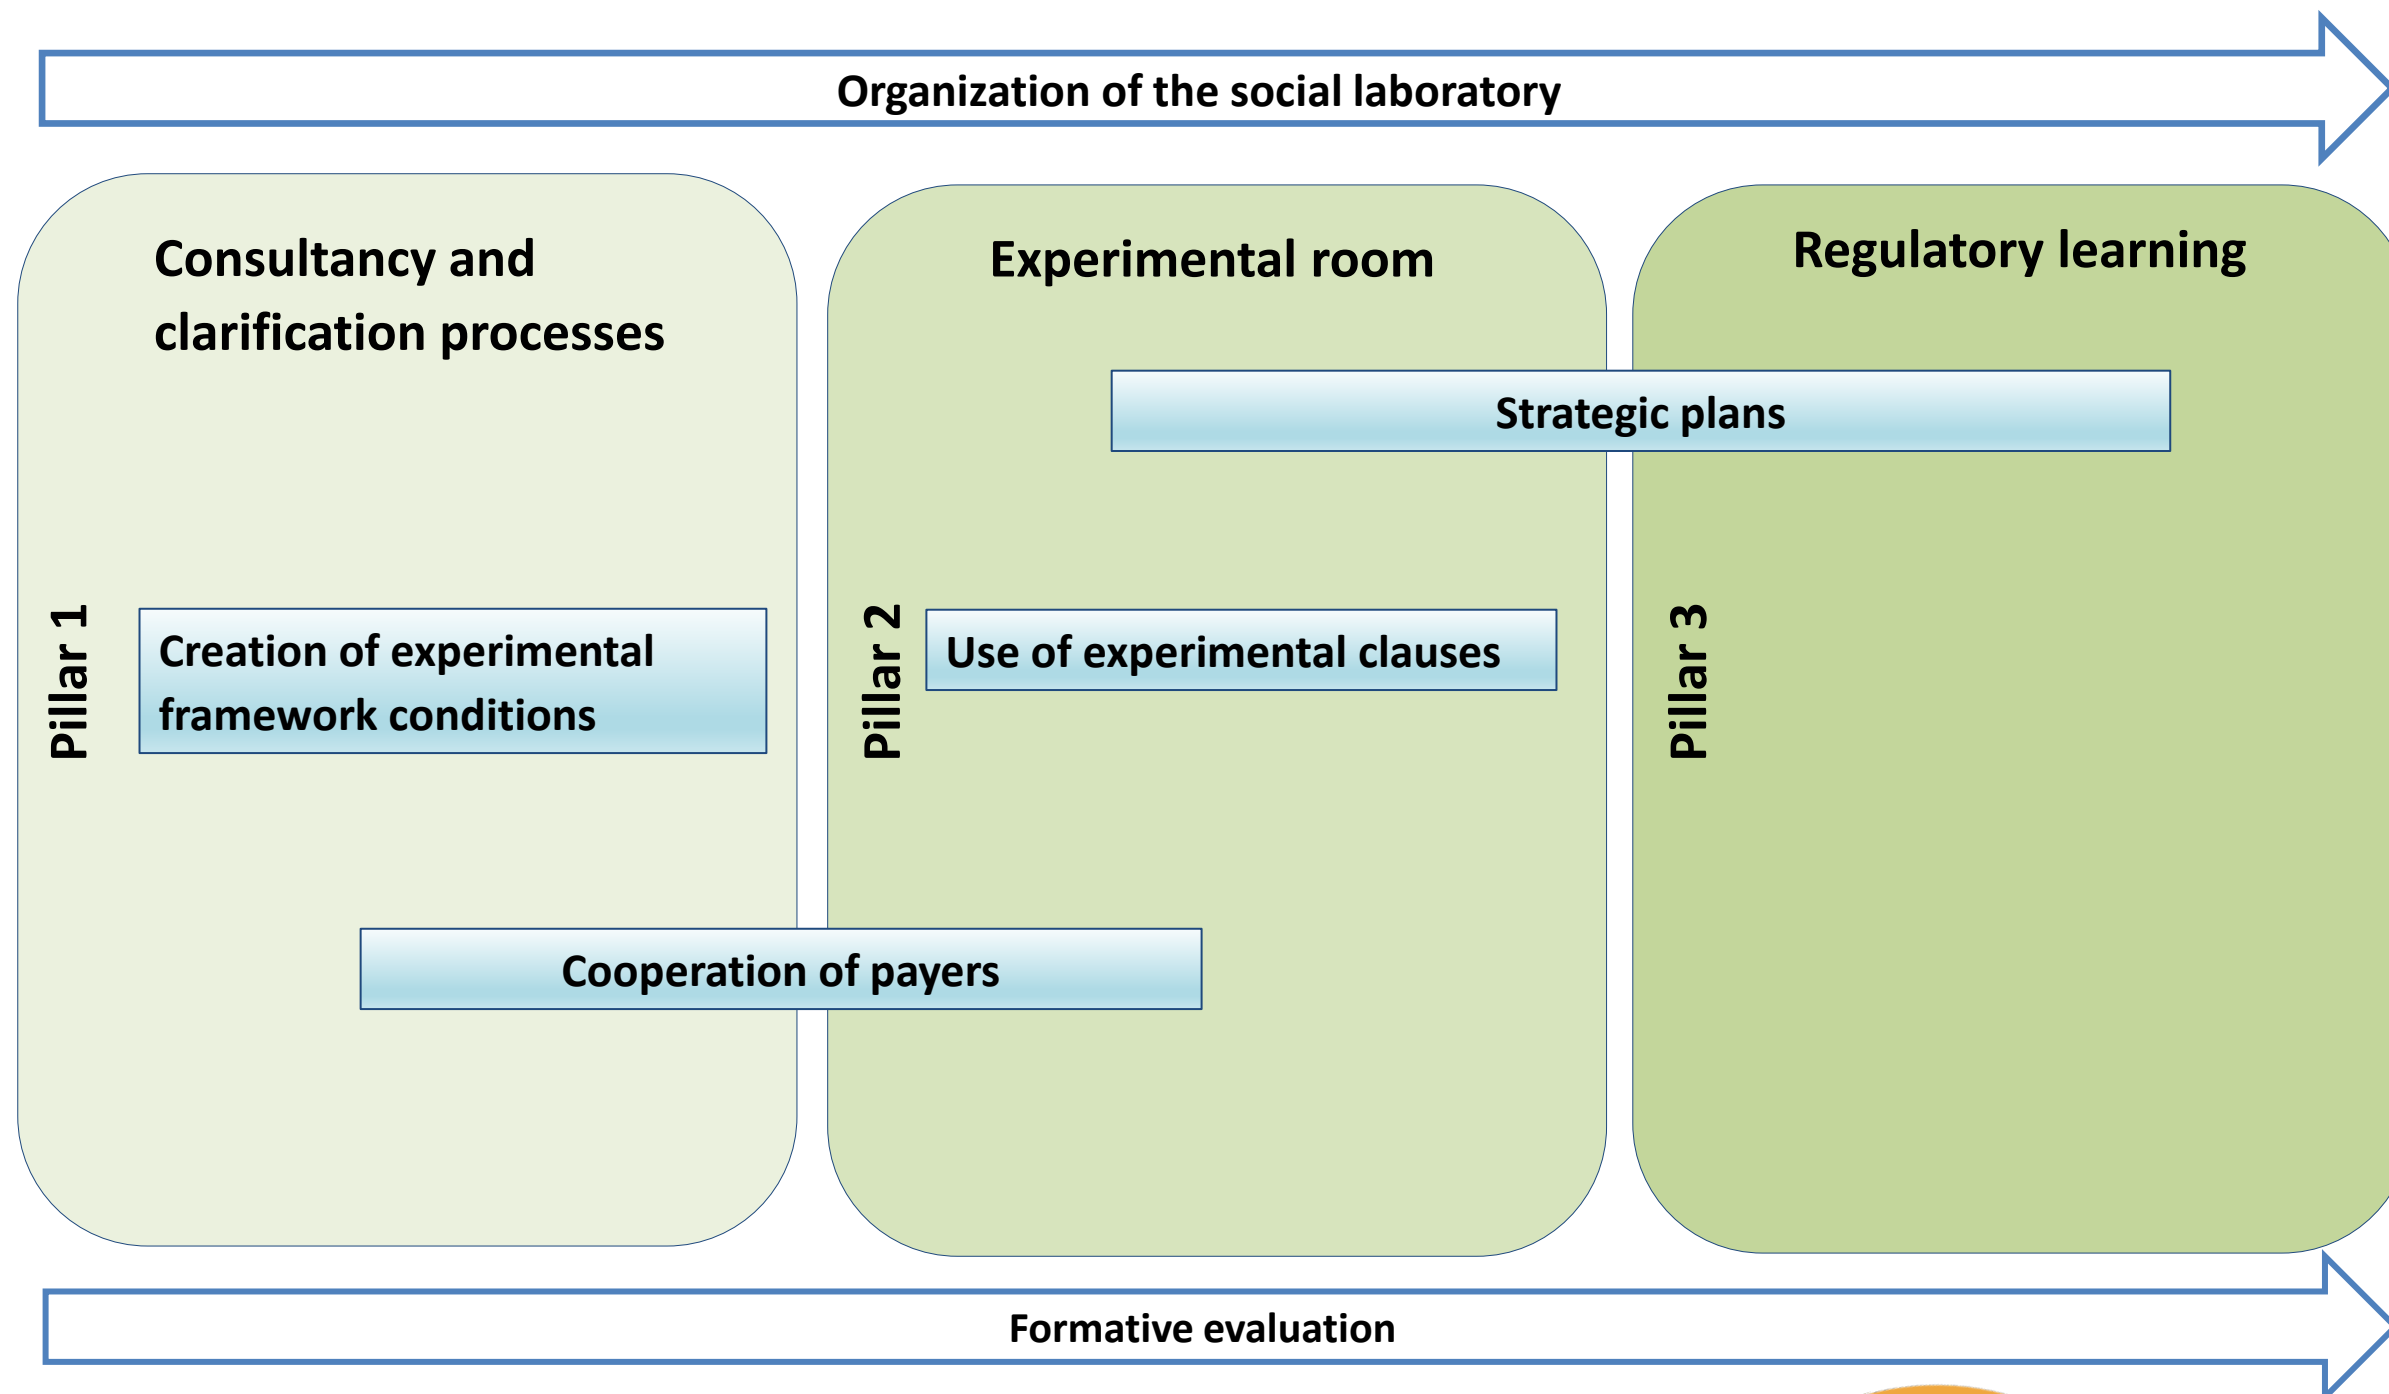 Organization of the social laboratory
Consultancy and
clarification processes
Experimental room
Regulatory learning
Strategic plans
Pillar 1
Creation of experimental
framework conditions
Pillar 2
Use of experimental clauses
Pillar 3
Cooperation of payers
Formative evaluation